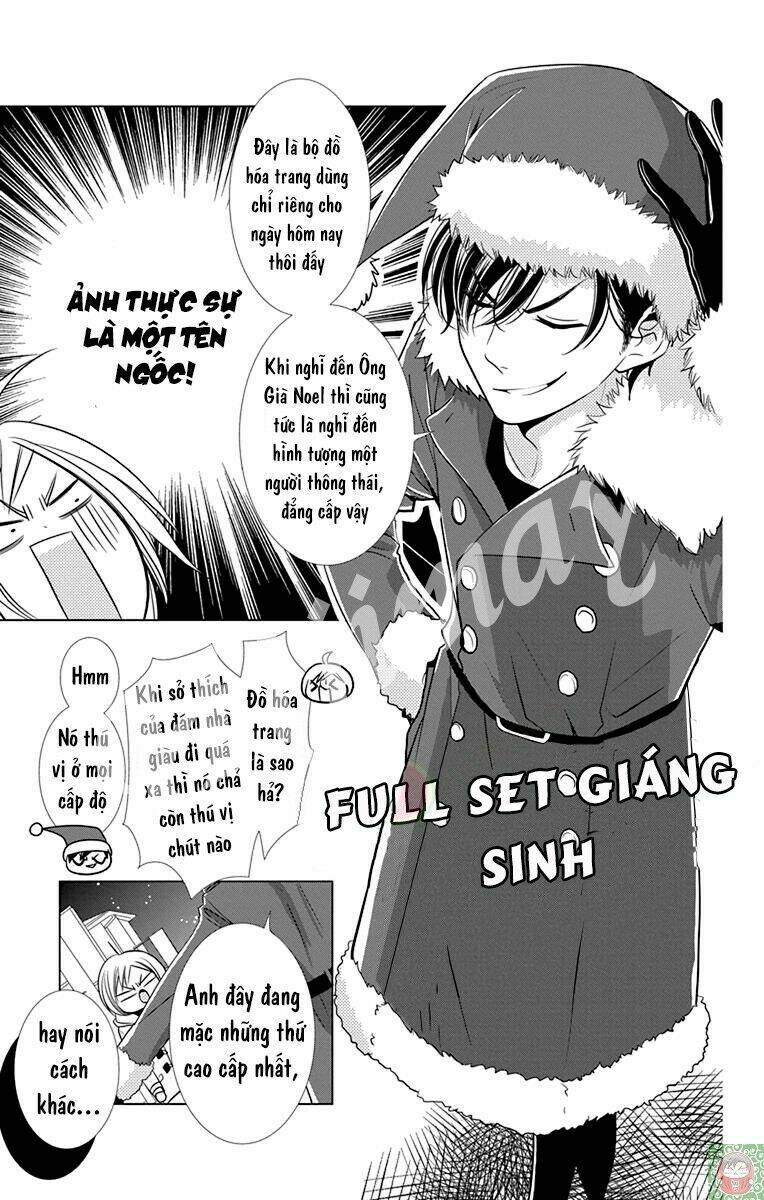 Đây là bộ đồ
hóa trang dùng
chỉ riêng cho
ngày hôm nay
thôi đấy
Khi nghĩ đến Ông
Già Noel thì cũng
tức là nghĩ đến
hình tượng một
người thông thái,
đẳng cấp vậy
ẢNH THỰC SỰ
LÀ MỘT TÊN
NGỐC!
FULL SET GIÁNG
SINH
Đồ hóa
trang
là sao
hả?
Khi sở thích
của đám nhà
giàu đi quá
xa thì nó chả
còn thú vị
chút nào
Hmm
Nó thú
vị ở mọi
cấp độ
Anh đây đang
mặc những thứ
cao cấp nhất,
hay nói
cách
khác...